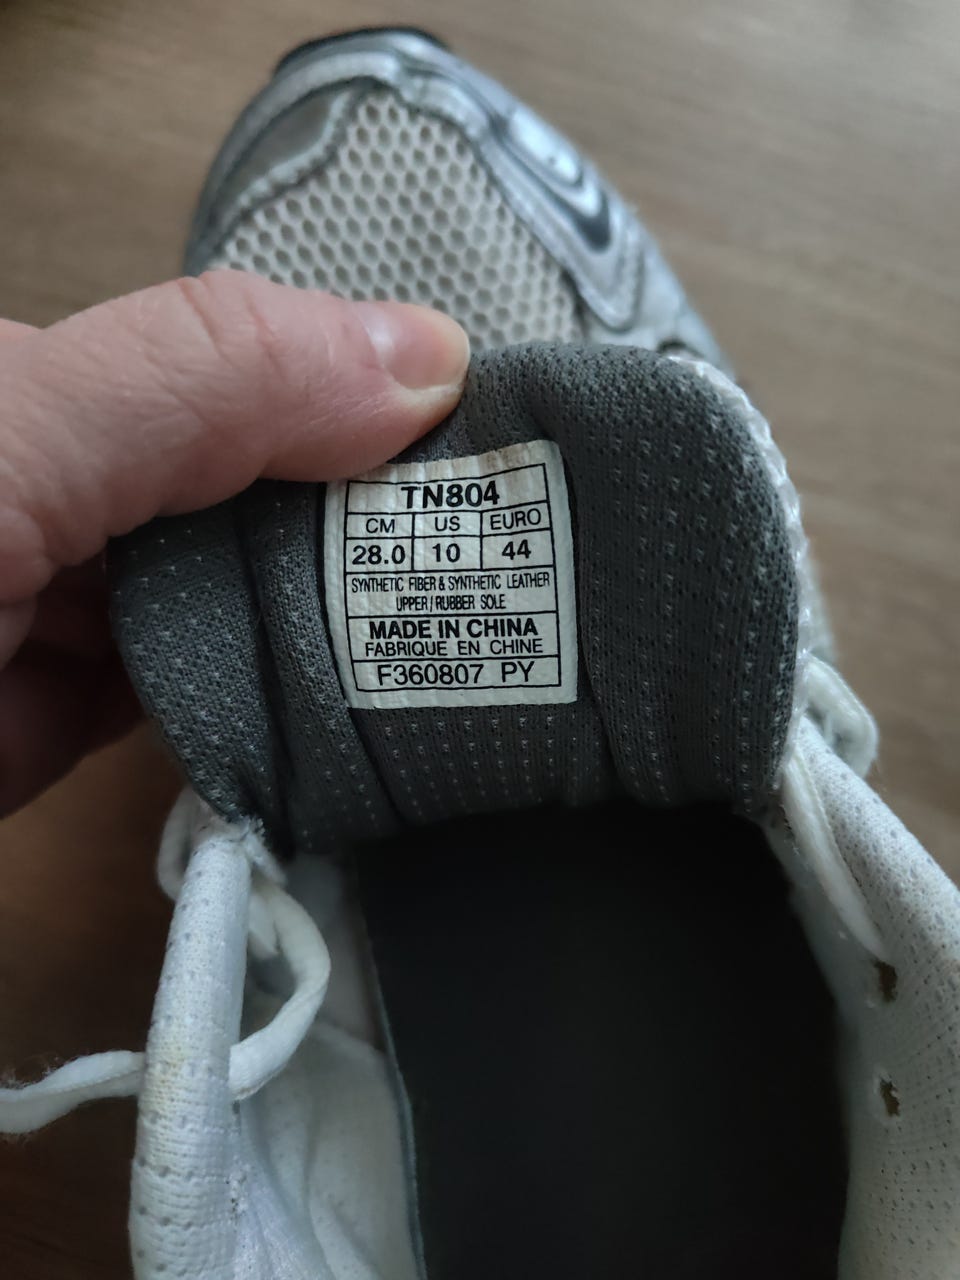 TN804
CM US EURO
28.0 10 44
SYNTHETIC FIBER & SYNTHETIC LEATHER
UPPER / RUBBER SOLE
MADE IN CHINA
FABRIQUE EN CHINE
F360807 PY